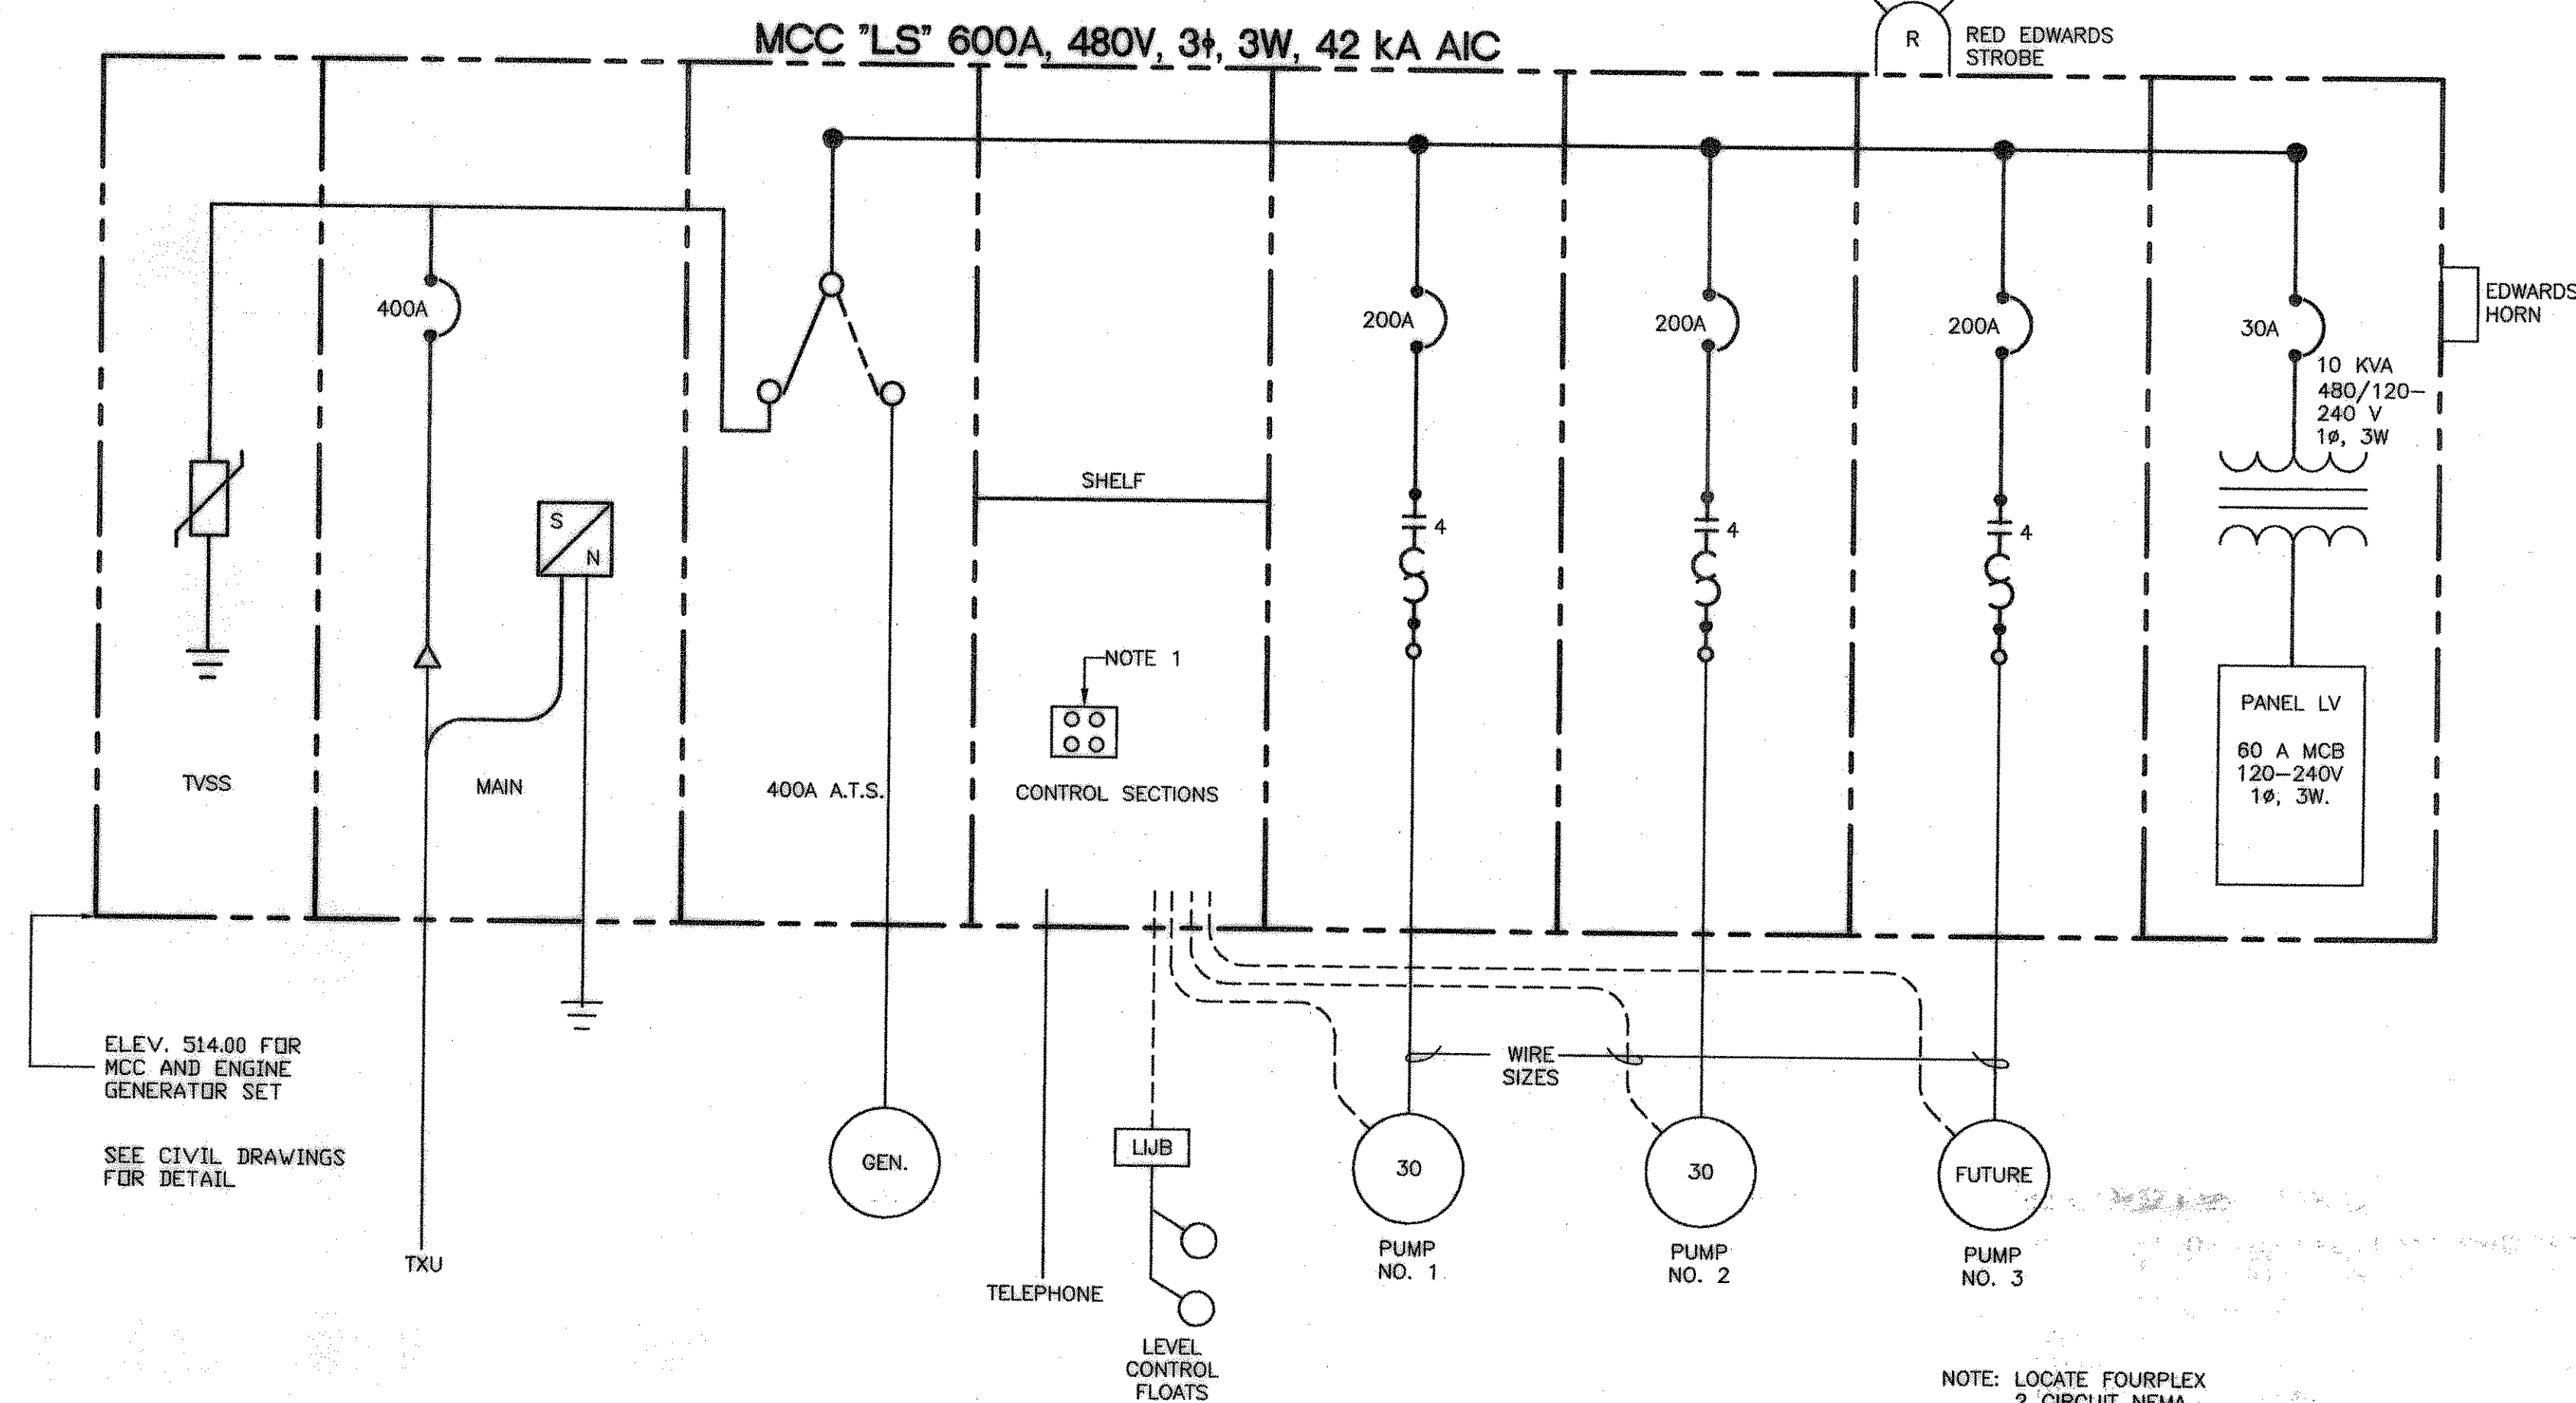 MCC "LS" 600A, 480V, 3ϕ, 3W, 42 kA AIC
R
RED EDWARDS
STROBE
400A
200A
200A
200A
30A
EDWARDS
HORN
10 KVA
480/120-
240 V
1ø, 3W
SHELF
S
N
4
4
4
NOTE 1
PANEL LV
60 A MCB
120-240V
1ø, 3W.
TVSS
MAIN
400A A.T.S.
CONTROL SECTIONS
ELEV. 514.00 FOR
MCC AND ENGINE
GENERATOR SET
SEE CIVIL DRAWINGS
FOR DETAIL
WIRE
SIZES
LIJB
GEN.
30
30
FUTURE
TXU
TELEPHONE
PUMP
NO. 1
PUMP
NO. 2
PUMP
NO. 3
LEVEL
CONTROL
FLOATS
NOTE: LOCATE FOURPLEX
2 CIRCUIT NEMA